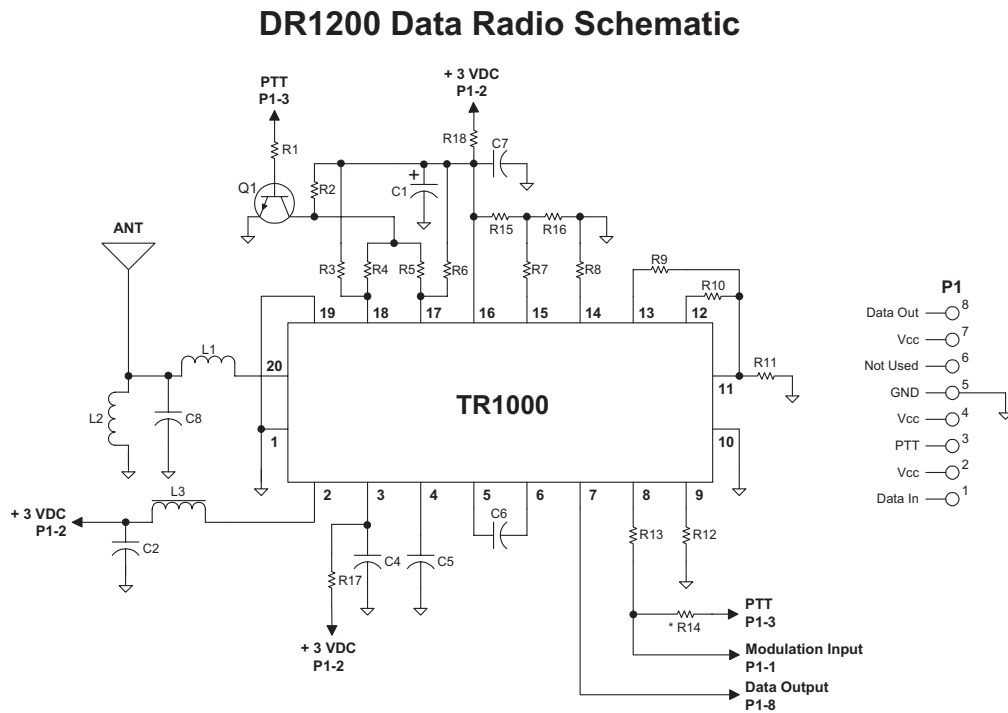 DR1200 Data Radio Schematic
PTT
P1-3
+ 3 VDC
P1-2
R1
R18
C7
Q1
R2
+
C1
R15
R16
ANT
R3
R4
R5
R6
R7
R8
R9
R10
R11
19
18
17
16
15
14
13
12
L1
20
TR1000
11
L2
C8
1
10
2
3
4
5
6
7
8
9
L3
+ 3 VDC
P1-2
C2
R17
C4
C5
C6
R13
R12
+ 3 VDC
P1-2
* R14
PTT
P1-3
Modulation Input
P1-1
Data Output
P1-8
P1
Data Out 8
Vcc 7
Not Used 6
GND 5
Vcc 4
PTT 3
Vcc 2
Data In 1